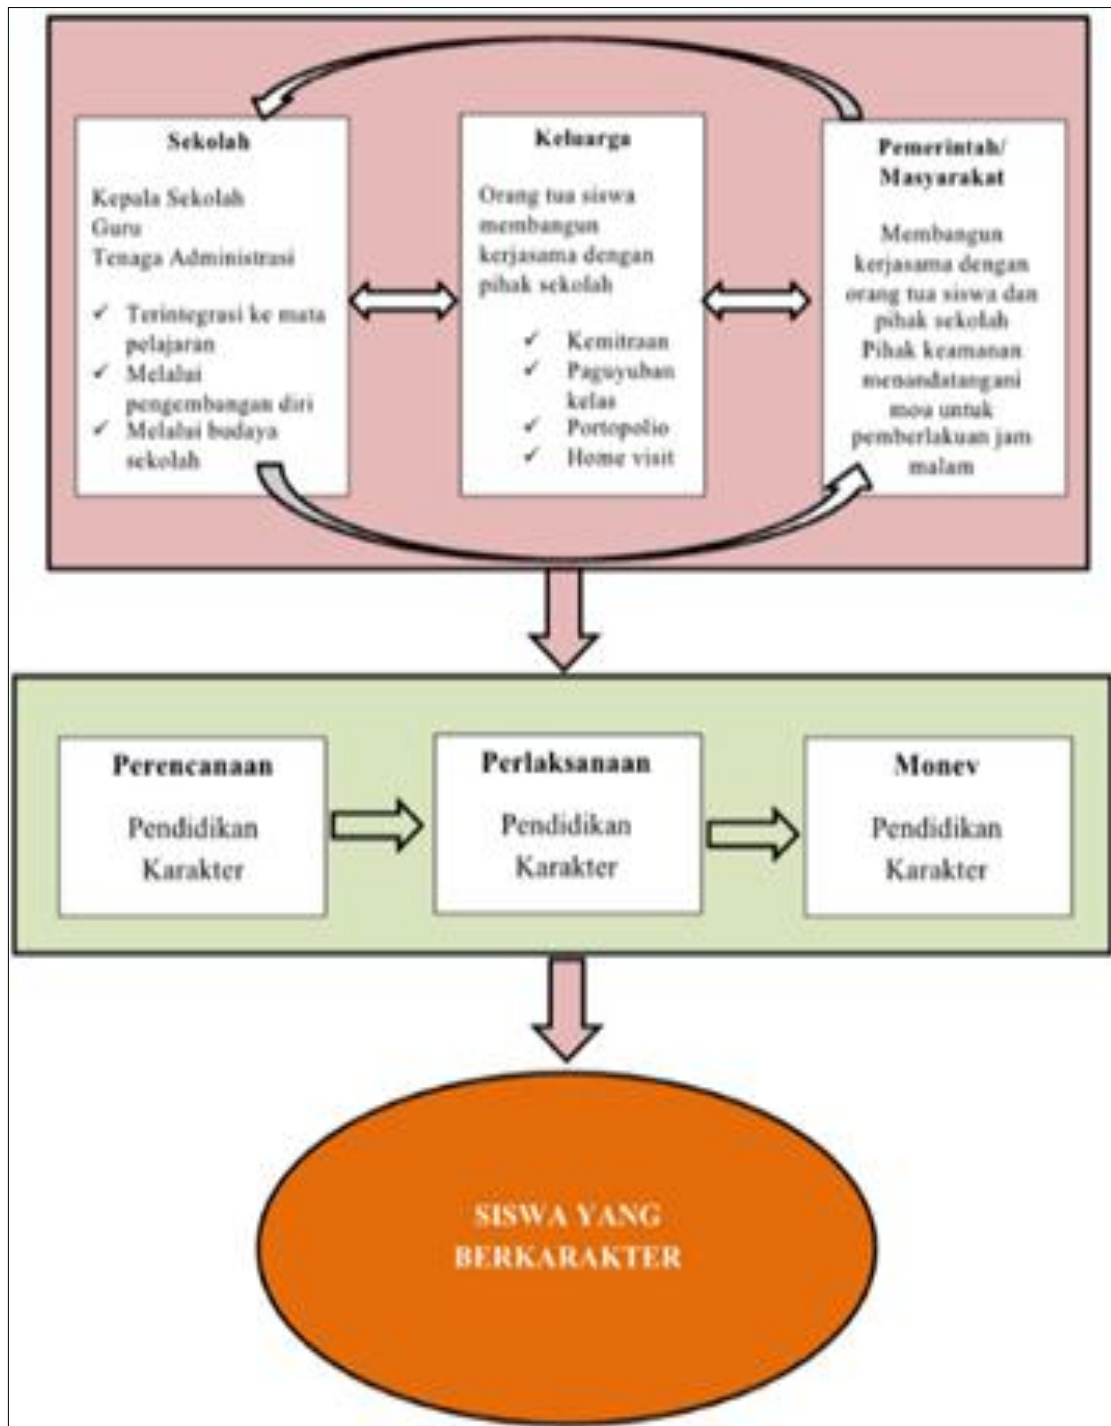 Sekolah
Kepala Sekolah
Guru
Tenaga Administrasi
✓ Terintegrasi ke mata
pelajaran
✓ Melalui
pengembangan diri
✓ Melalui budaya
sekolah
Keluarga
Orang tua siswa
membangun
kerjasama dengan
pihak sekolah
✓ Kemitraan
✓ Paguyuban
kelas
✓ Portopolio
✓ Home visit
Pemerintah/
Masyarakat
Membangun
kerjasama dengan
orang tua siswa dan
pihak sekolah
Pihak keamanan
menandatangani
mou untuk
pemberlakuan jam
malam
Perencanaan
Pendidikan
Karakter
Perlaksanaan
Pendidikan
Karakter
Monev
Pendidikan
Karakter
SISWA YANG
BERKARAKTER